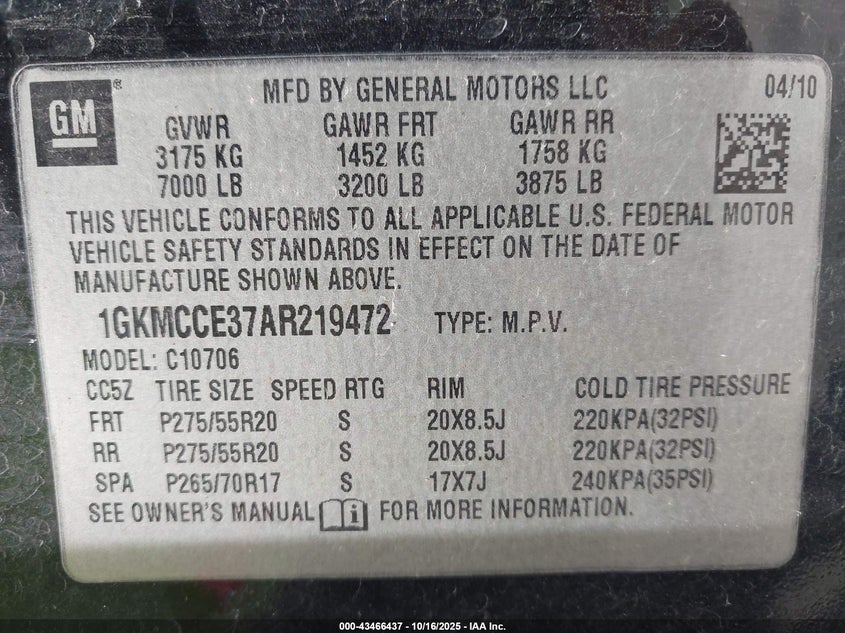 GM
MFD BY GENERAL MOTORS LLC 04/10
GVWR GAWR FRT GAWR RR
3175 KG 1452 KG 1758 KG
7000 LB 3200 LB 3875 LB
THIS VEHICLE CONFORMS TO ALL APPLICABLE U.S. FEDERAL MOTOR
VEHICLE SAFETY STANDARDS IN EFFECT ON THE DATE OF
MANUFACTURE SHOWN ABOVE.
1GKMCCE37AR219472 TYPE: M.P.V.
MODEL: C10706
CC5Z TIRE SIZE SPEED RTG RIM COLD TIRE PRESSURE
FRT P275/55R20 S 20X8.5J 220KPA(32PSI)
RR P275/55R20 S 20X8.5J 220KPA(32PSI)
SPA P265/70R17 S 17X7J 240KPA(35PSI)
SEE OWNER'S MANUAL FOR MORE INFORMATION.
000-43466437 - 10/16/2025 - IAA Inc.